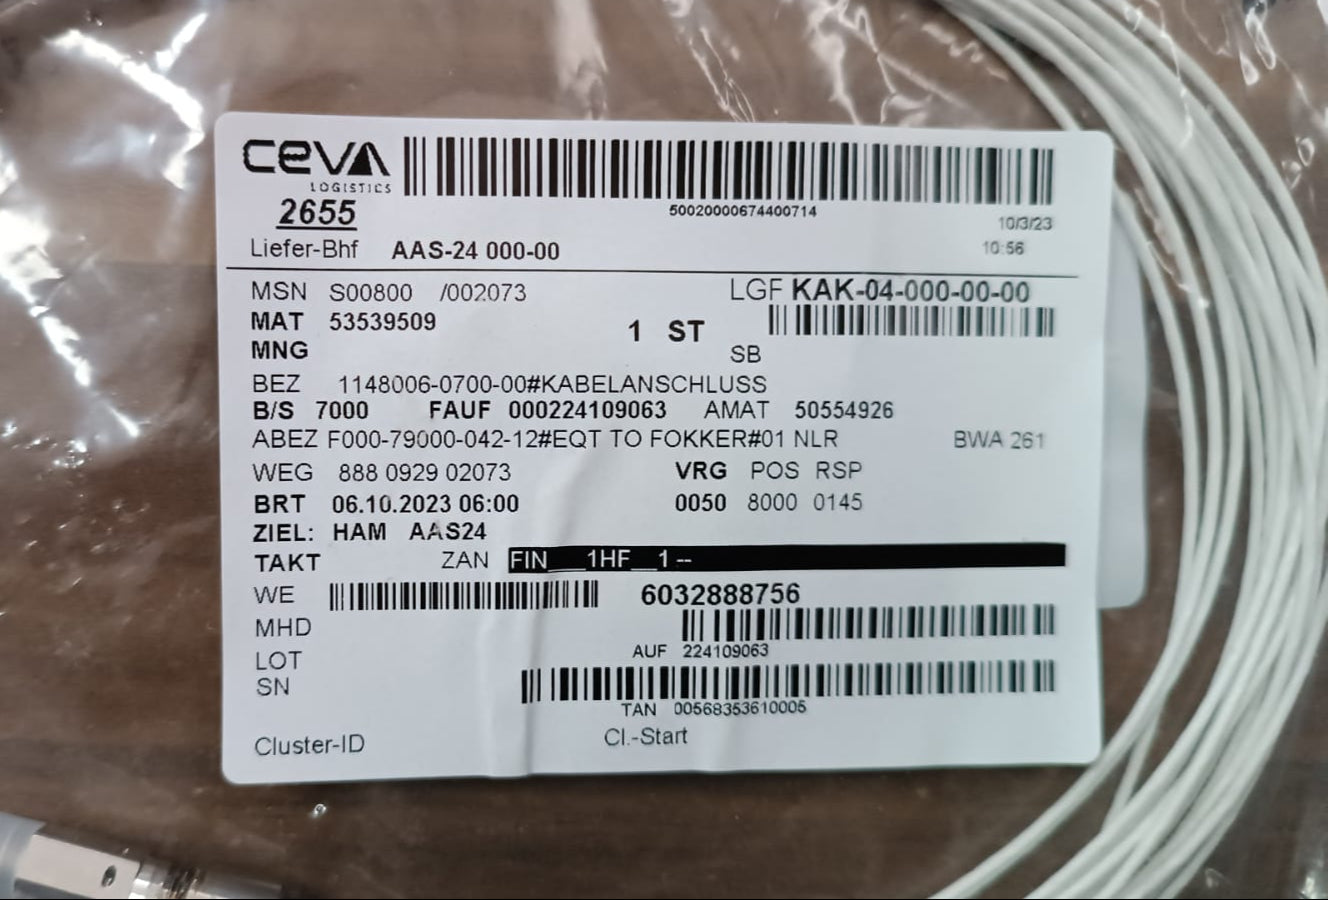 CEVA
LOGISTICS
50020000674400714
2655
10/3/23
10:56
Liefer-Bhf AAS-24 000-00
MSN S00800 /002073 LGF KAK-04-000-00-00
MAT 53539509
1 ST
MNG
SB
BEZ 1148006-0700-00#KABELANSCHLUSS
B/S 7000 FAUF 000224109063 AMAT 50554926
ABEZ F000-79000-042-12#EQT TO FOKKER#01 NLR BWA 261
WEG 888 0929 02073 VRG POS RSP
BRT 06.10.2023 06:00 0050 8000 0145
ZIEL: HAM AAS24
TAKT ZAN FIN__1HF__1--
WE 6032888756
MHD
AUF 224109063
LOT
SN
TAN 00568353610005
Cluster-ID Cl.-Start